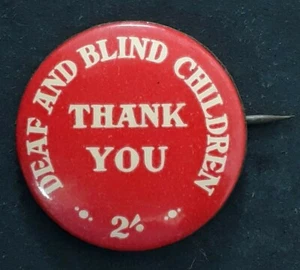 DEAF AND BLIND CHILDREN
THANK
YOU
2/-